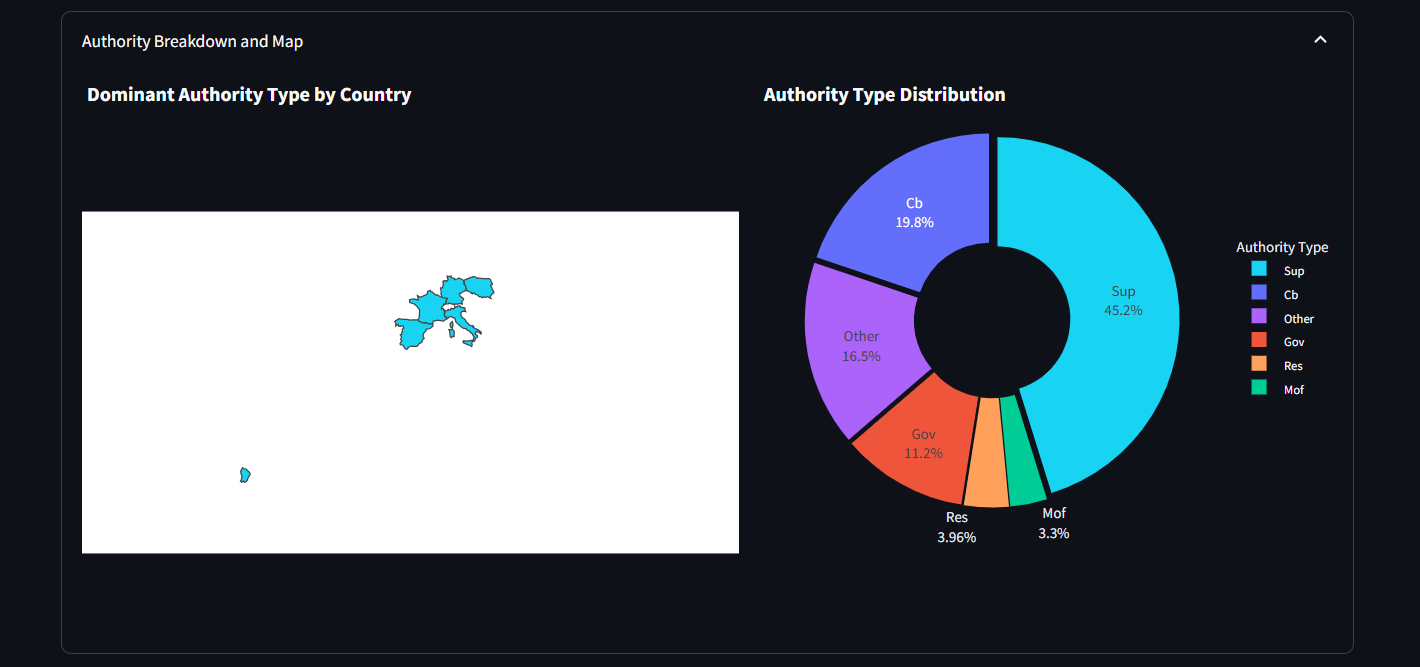 Authority Breakdown and Map
Dominant Authority Type by Country
Authority Type Distribution
Cb
19.8%
Sup
45.2%
Other
16.5%
Gov
11.2%
Res
3.96%
Mof
3.3%
Authority Type
Sup
Cb
Other
Gov
Res
Mof